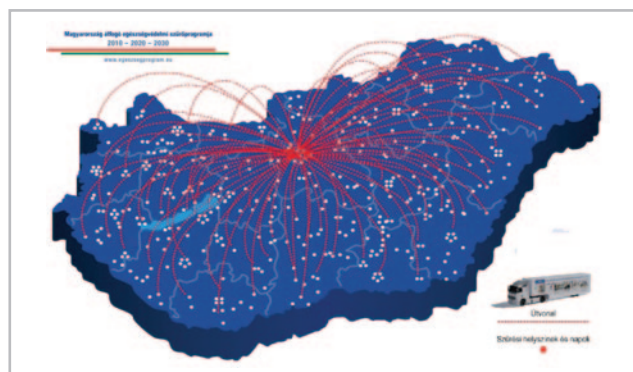 Magyarország átfogó egészségvédelmi szűrőprogramja
2010 – 2020 – 2030
www.egeszsegprogram.eu
Útvonal
Szűrési helyszínek és napok